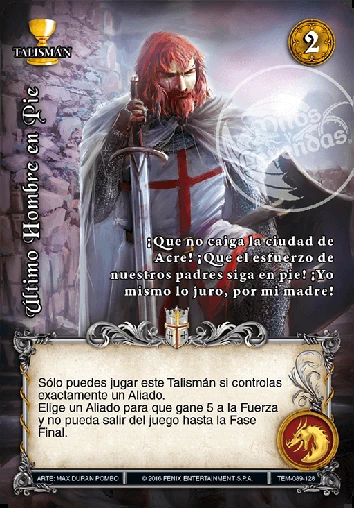 TALISMÁN
2
Último Hombre en Pie
¡Que no caiga la ciudad de
Acre! ¡Que el esfuerzo de
nuestros padres siga en pie! ¡Yo
mismo lo juro, por mi madre!
Sólo puedes jugar este Talismán si controlas
exactamente un Aliado.
Elige un Aliado para que gane 5 a la Fuerza
y no pueda salir del juego hasta la Fase
Final.
ARTE: MAX DURAN POMBO
© 2016 FENIX ENTERTAINMENT S.P.A.
TEM-089-128